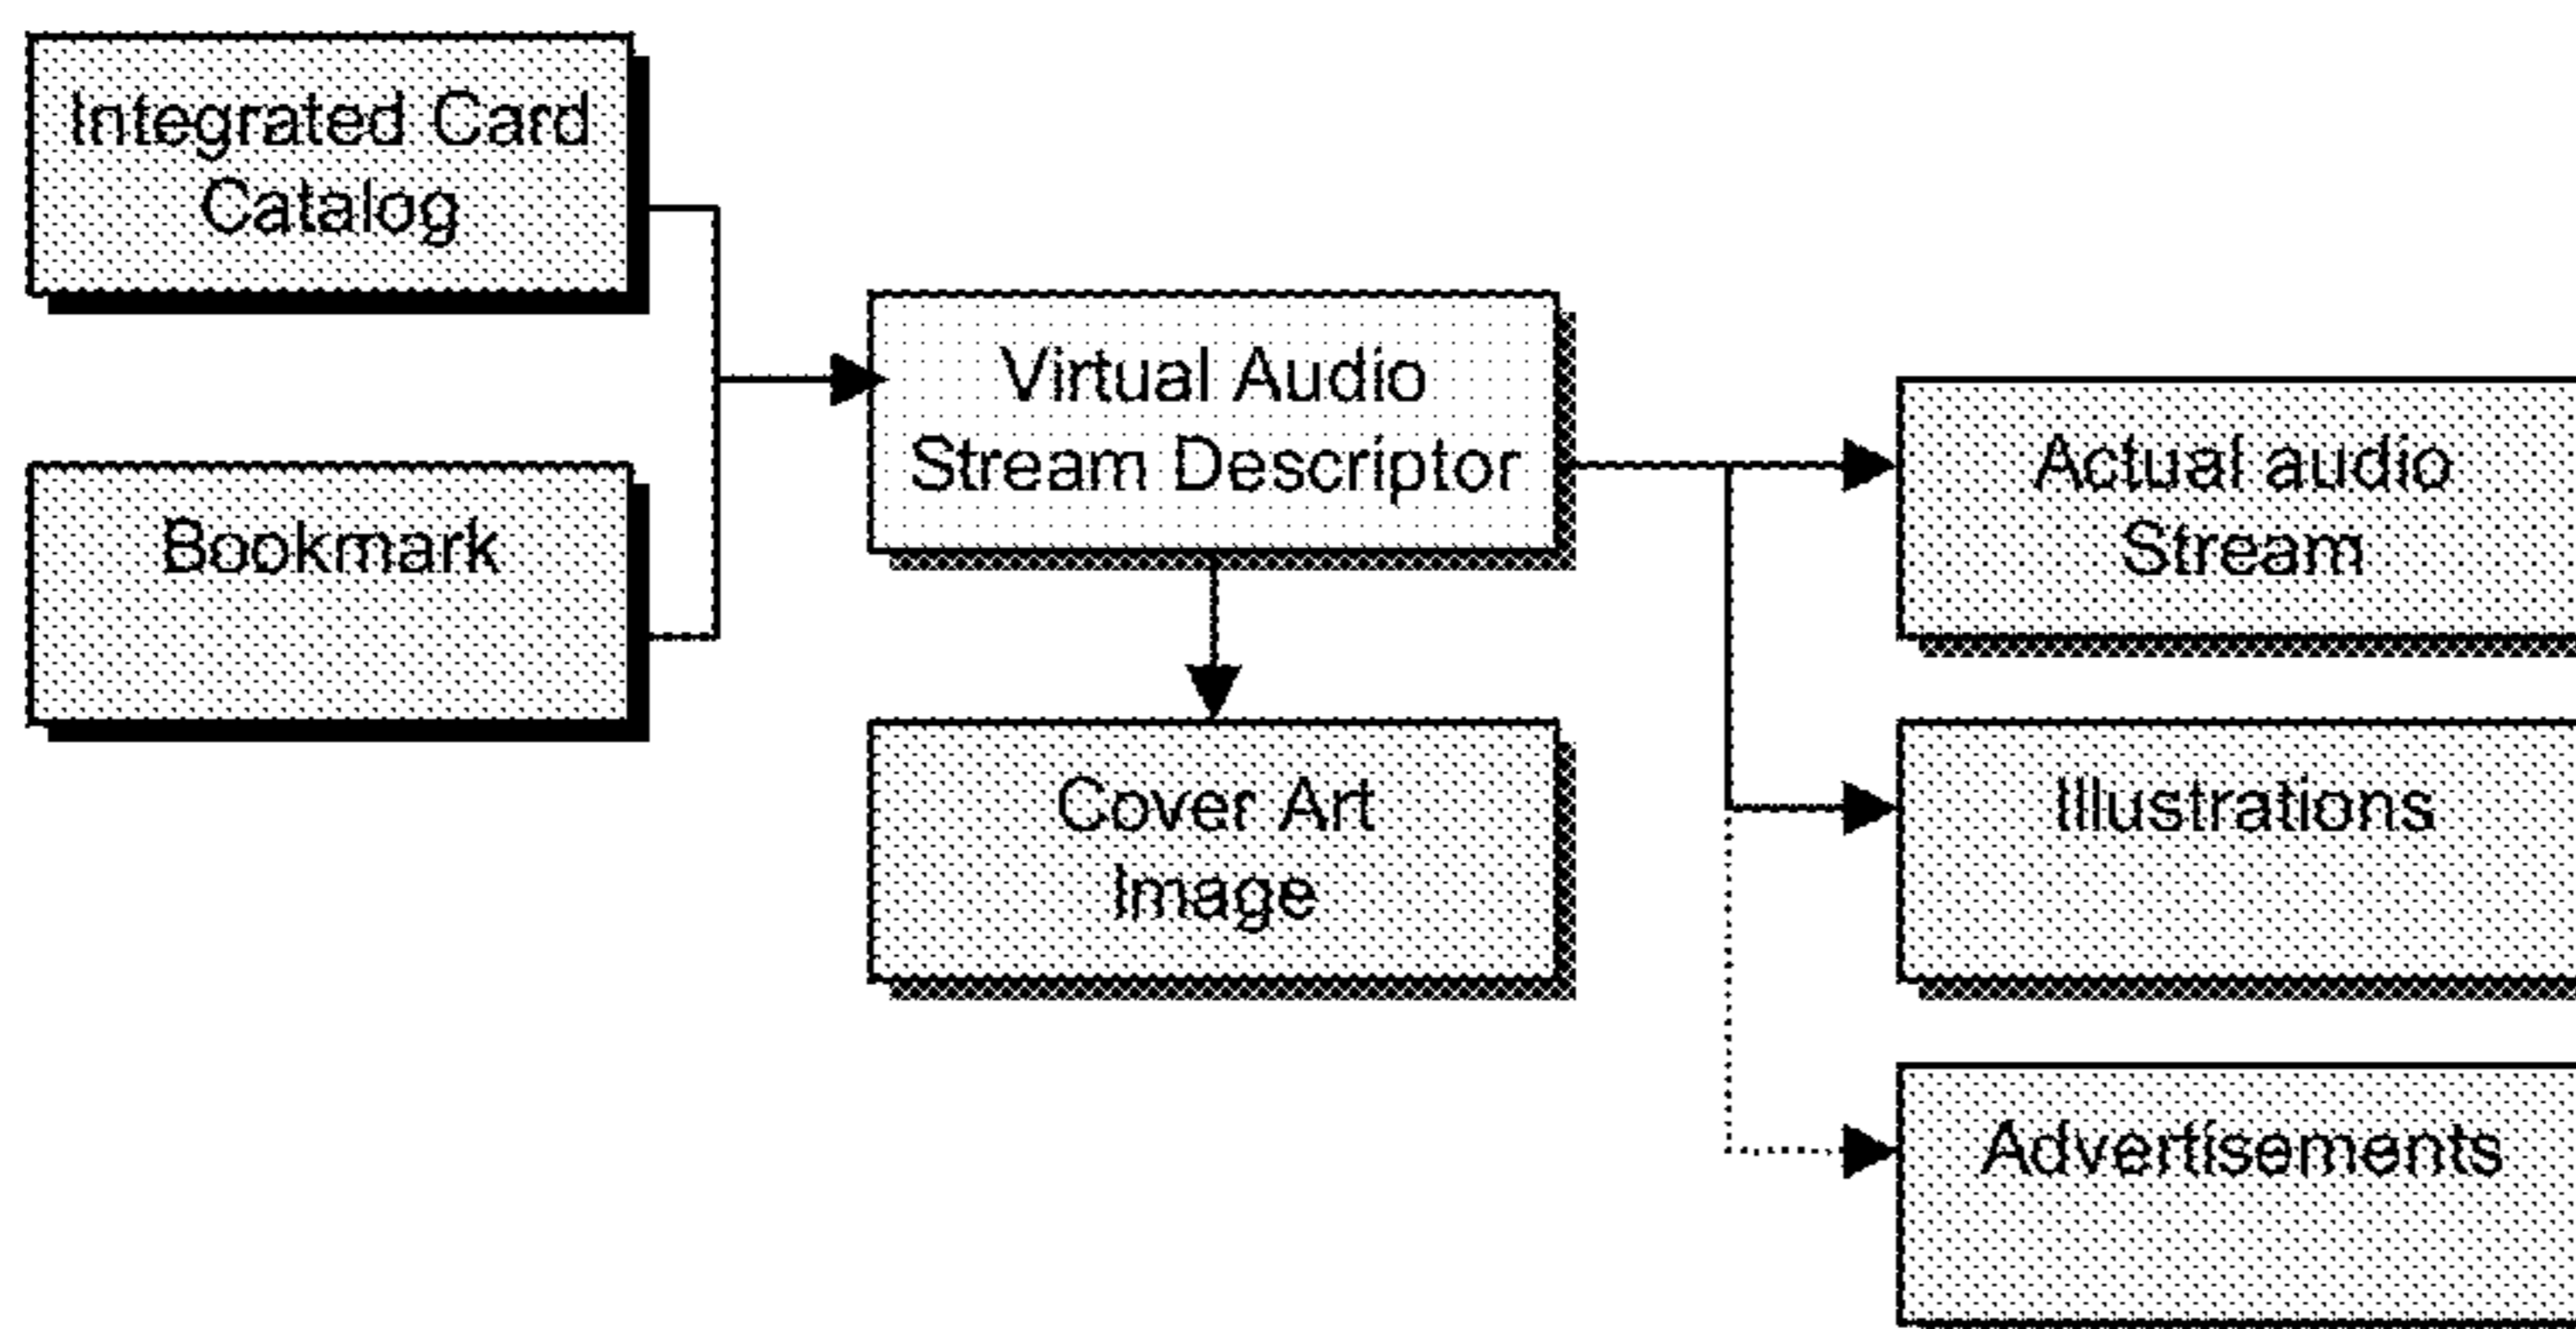 Integrated Card
Catalog
Bookmark
Virtual Audio
Stream Descriptor
Cover Art
Image
Actual audio
Stream
Illustrations
Advertisements